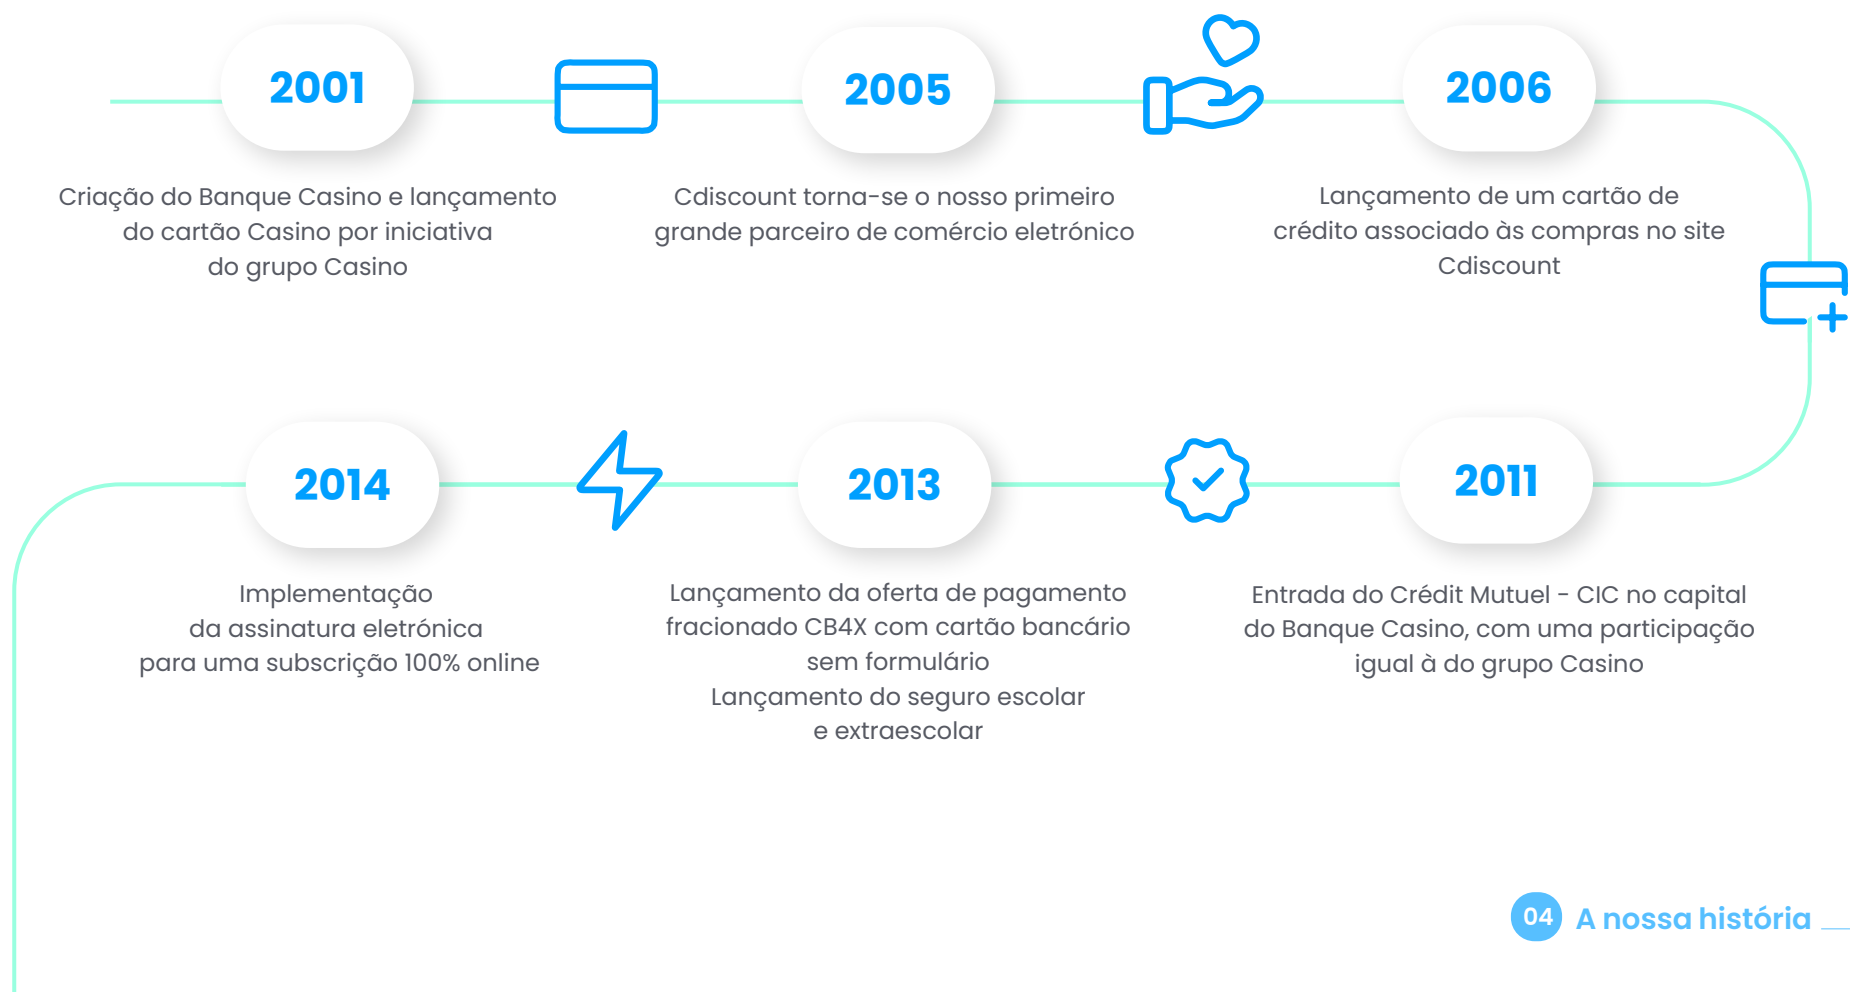 2001
Criação do Banque Casino e lançamento
do cartão Casino por iniciativa
do grupo Casino
2005
Cdiscount torna-se o nosso primeiro
grande parceiro de comércio eletrónico
2006
Lançamento de um cartão de
crédito associado às compras no site
Cdiscount
2011
Entrada do Crédit Mutuel - CIC no capital
do Banque Casino, com uma participação
igual à do grupo Casino
2013
Lançamento da oferta de pagamento
fracionado CB4X com cartão bancário
sem formulário
Lançamento do seguro escolar
e extraescolar
2014
Implementação
da assinatura eletrónica
para uma subscrição 100% online
04 A nossa história